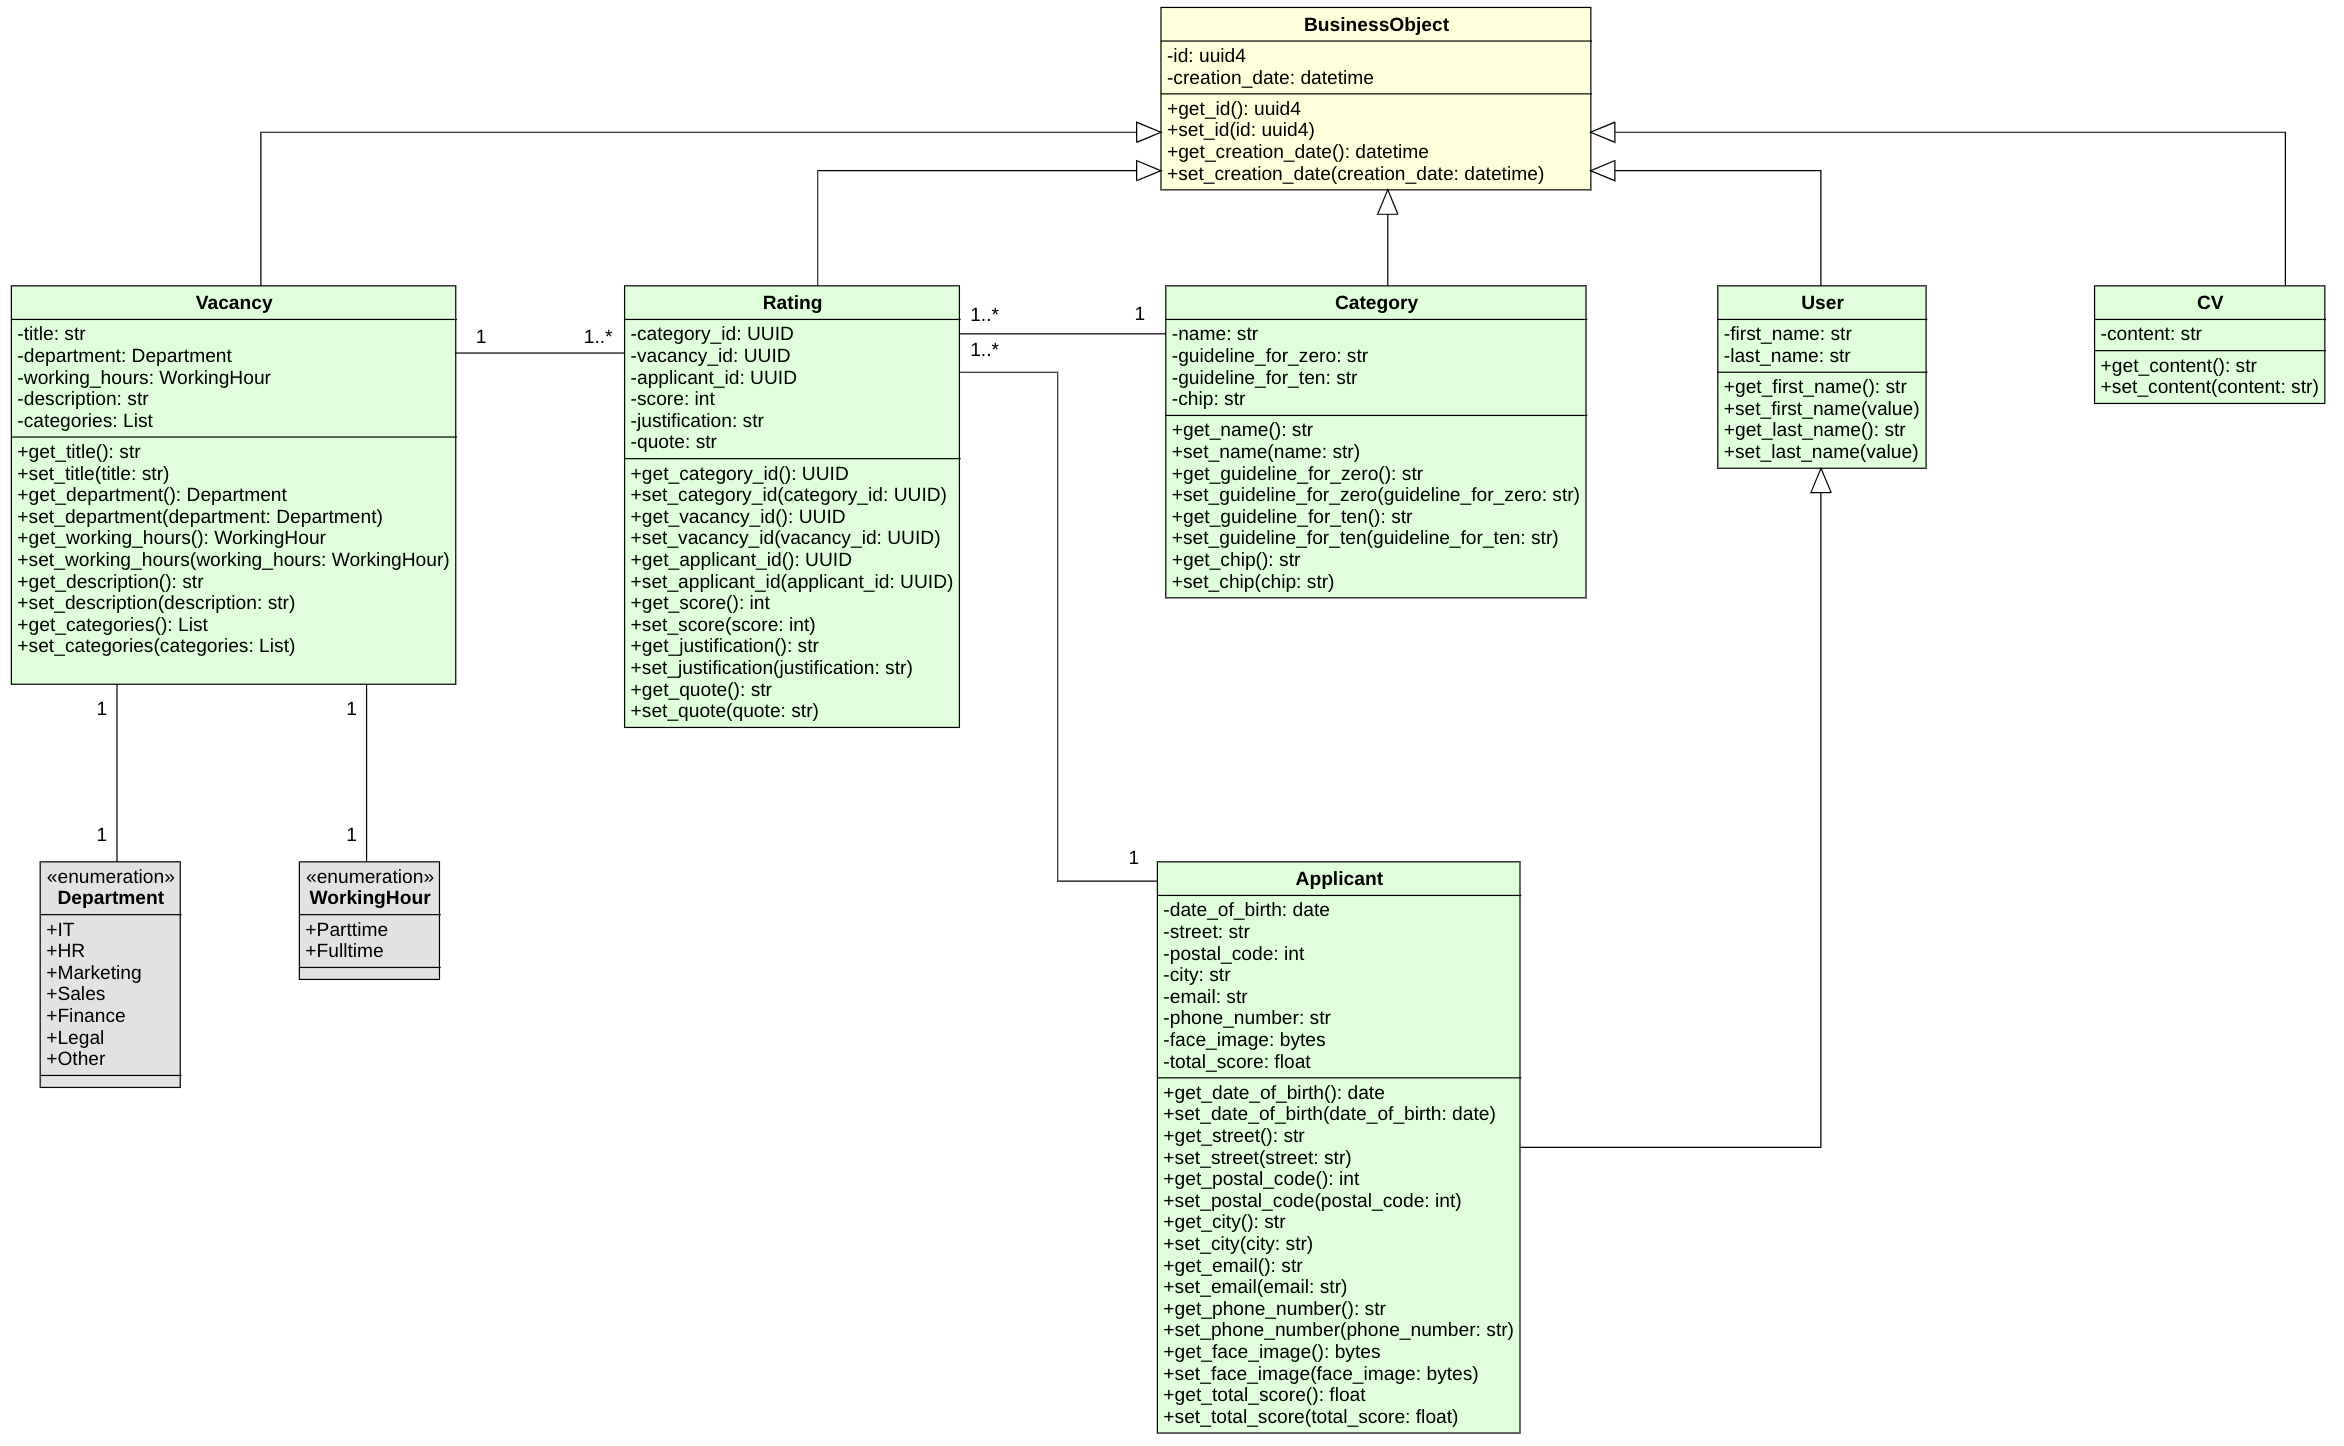 BusinessObject
-id: uuid4
-creation_date: datetime
+get_id(): uuid4
+set_id(id: uuid4)
+get_creation_date(): datetime
+set_creation_date(creation_date: datetime)
Vacancy
-title: str
-department: Department
-working_hours: WorkingHour
-description: str
-categories: List
+get_title(): str
+set_title(title: str)
+get_department(): Department
+set_department(department: Department)
+get_working_hours(): WorkingHour
+set_working_hours(working_hours: WorkingHour)
+get_description(): str
+set_description(description: str)
+get_categories(): List
+set_categories(categories: List)
1
1..*
Rating
-category_id: UUID
-vacancy_id: UUID
-applicant_id: UUID
-score: int
-justification: str
-quote: str
+get_category_id(): UUID
+set_category_id(category_id: UUID)
+get_vacancy_id(): UUID
+set_vacancy_id(vacancy_id: UUID)
+get_applicant_id(): UUID
+set_applicant_id(applicant_id: UUID)
+get_score(): int
+set_score(score: int)
+get_justification(): str
+set_justification(justification: str)
+get_quote(): str
+set_quote(quote: str)
1..*
1
1..*
Category
-name: str
-guideline_for_zero: str
-guideline_for_ten: str
-chip: str
+get_name(): str
+set_name(name: str)
+get_guideline_for_zero(): str
+set_guideline_for_zero(guideline_for_zero: str)
+get_guideline_for_ten(): str
+set_guideline_for_ten(guideline_for_ten: str)
+get_chip(): str
+set_chip(chip: str)
User
-first_name: str
-last_name: str
+get_first_name(): str
+set_first_name(value)
+get_last_name(): str
+set_last_name(value)
CV
-content: str
+get_content(): str
+set_content(content: str)
1
1
1
1
«enumeration»
Department
+IT
+HR
+Marketing
+Sales
+Finance
+Legal
+Other
«enumeration»
WorkingHour
+Parttime
+Fulltime
1
Applicant
-date_of_birth: date
-street: str
-postal_code: int
-city: str
-email: str
-phone_number: str
-face_image: bytes
-total_score: float
+get_date_of_birth(): date
+set_date_of_birth(date_of_birth: date)
+get_street(): str
+set_street(street: str)
+get_postal_code(): int
+set_postal_code(postal_code: int)
+get_city(): str
+set_city(city: str)
+get_email(): str
+set_email(email: str)
+get_phone_number(): str
+set_phone_number(phone_number: str)
+get_face_image(): bytes
+set_face_image(face_image: bytes)
+get_total_score(): float
+set_total_score(total_score: float)